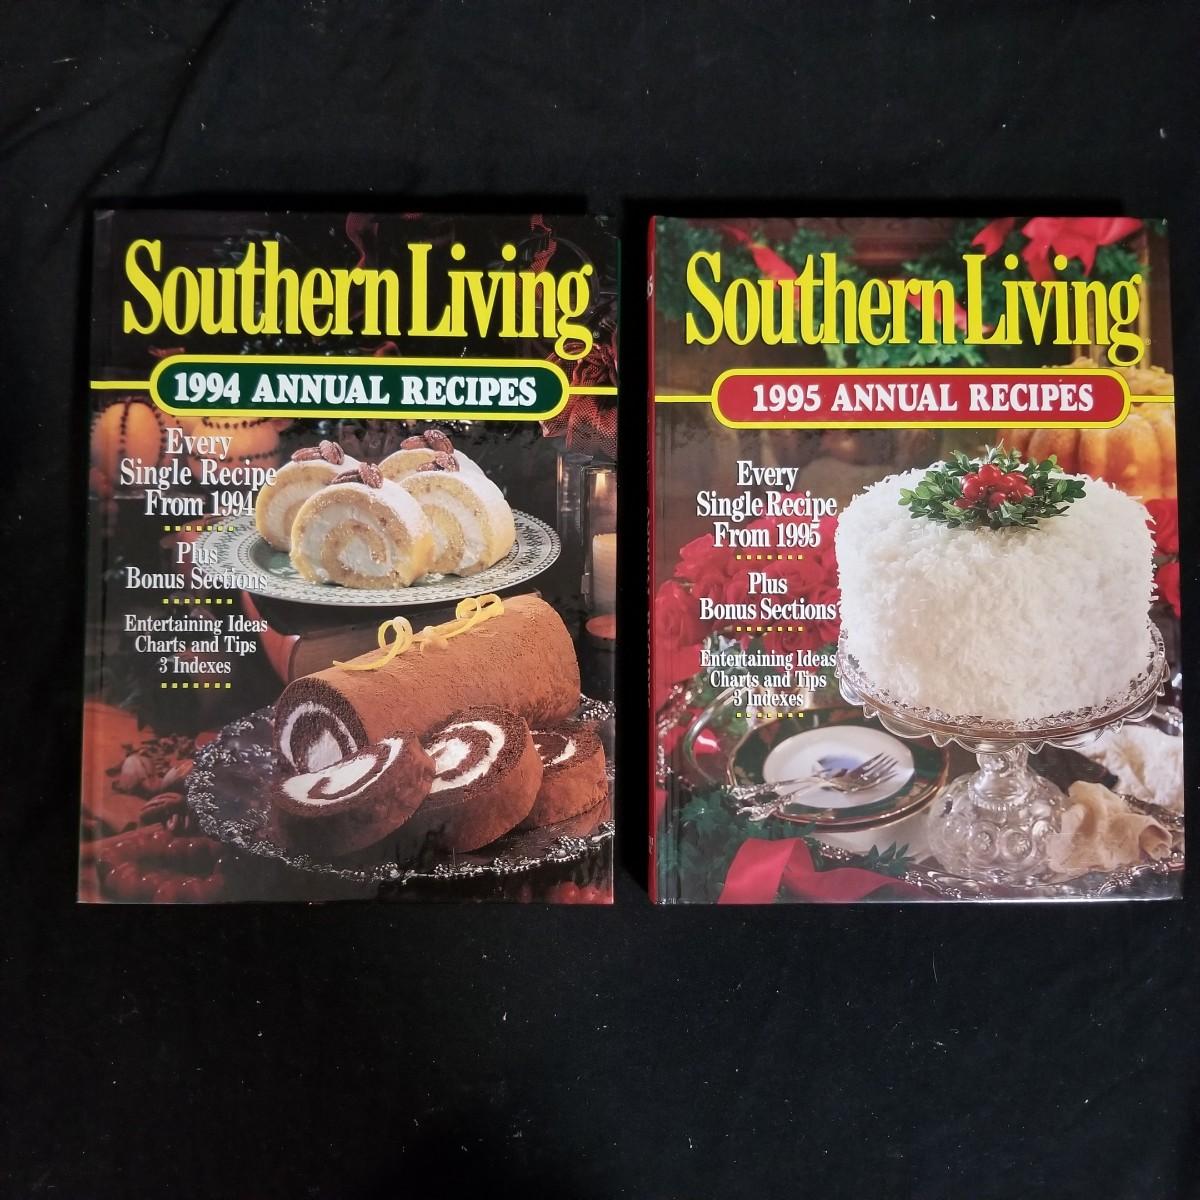 Southern Living
1994 ANNUAL RECIPES
Every
Single Recipe
From 1994
Plus
Bonus Sections
Entertaining Ideas
Charts and Tips
3 Indexes
Southern Living
1995 ANNUAL RECIPES
Every
Single Recipe
From 1995
Plus
Bonus Sections
Entertaining Ideas
Charts and Tips
3 Indexes